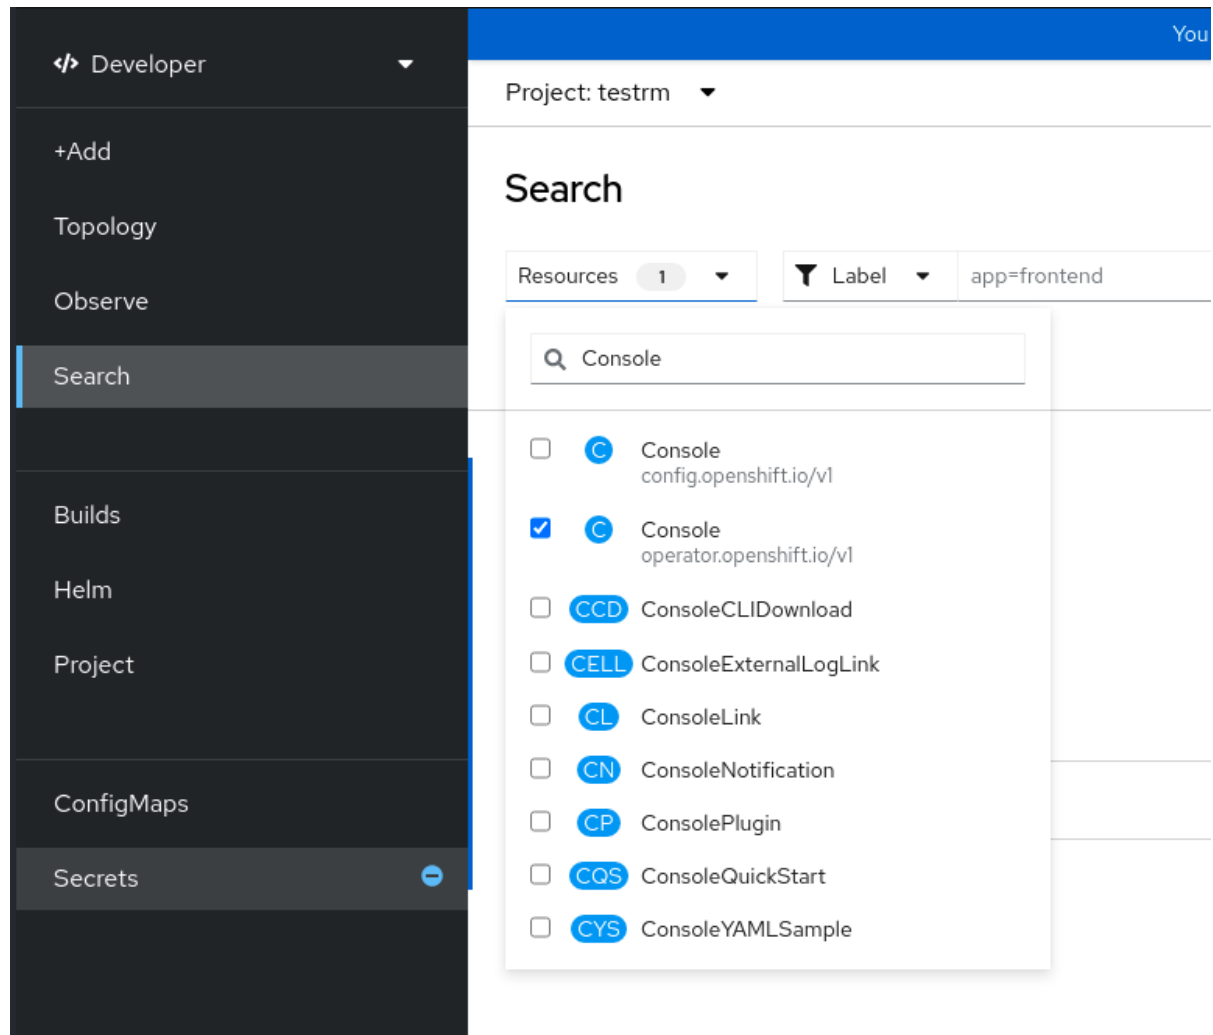 </> Developer
You
Project: testrm
+Add
Topology
Observe
Search
Builds
Helm
Project
ConfigMaps
Secrets
Search
Resources 1
Label
app=frontend
Console
C Console
config.openshift.io/v1
C Console
operator.openshift.io/v1
CCD ConsoleCLIDownload
CELL ConsoleExternalLogLink
CL ConsoleLink
CN ConsoleNotification
CP ConsolePlugin
CQS ConsoleQuickStart
CYS ConsoleYAMLSample